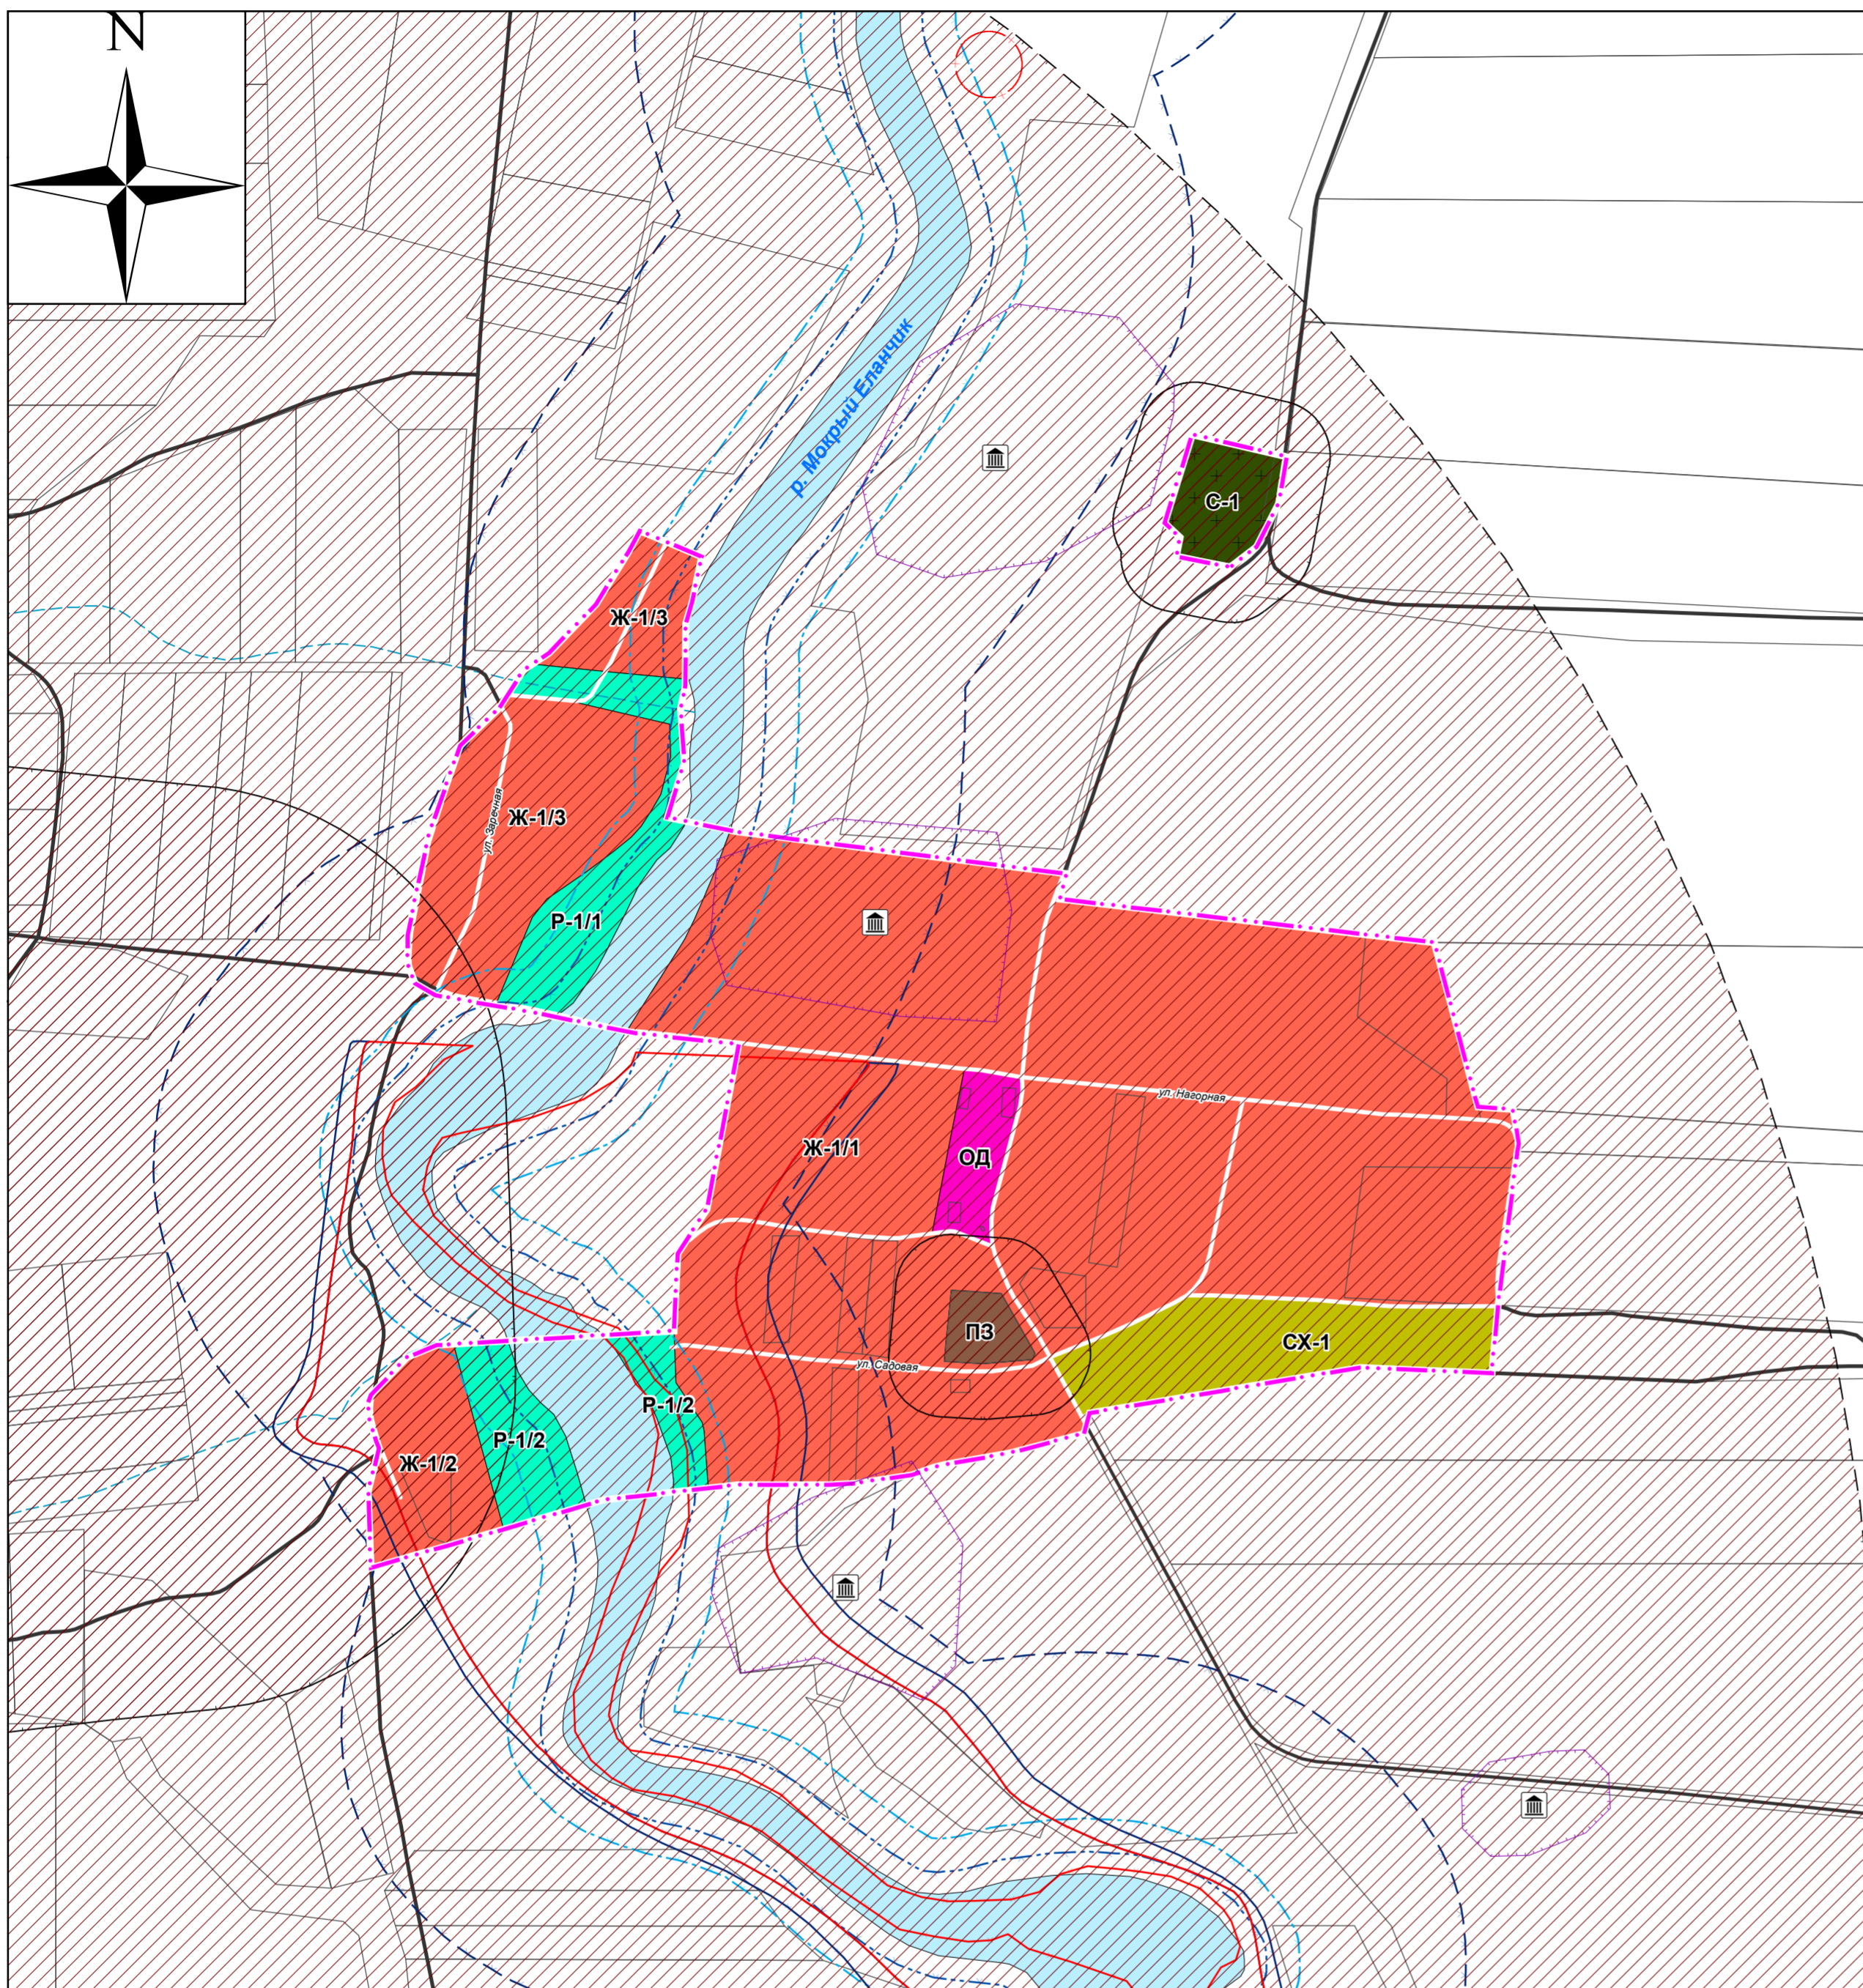 N
р. Мокрый Еланчик
С-1
Ж-1/3
ул. Заречная
Ж-1/3
Р-1/1
ул. Нагорная
Ж-1/1
ОД
ПЗ
СХ-1
ул. Садовая
Р-1/2
Р-1/2
Ж-1/2